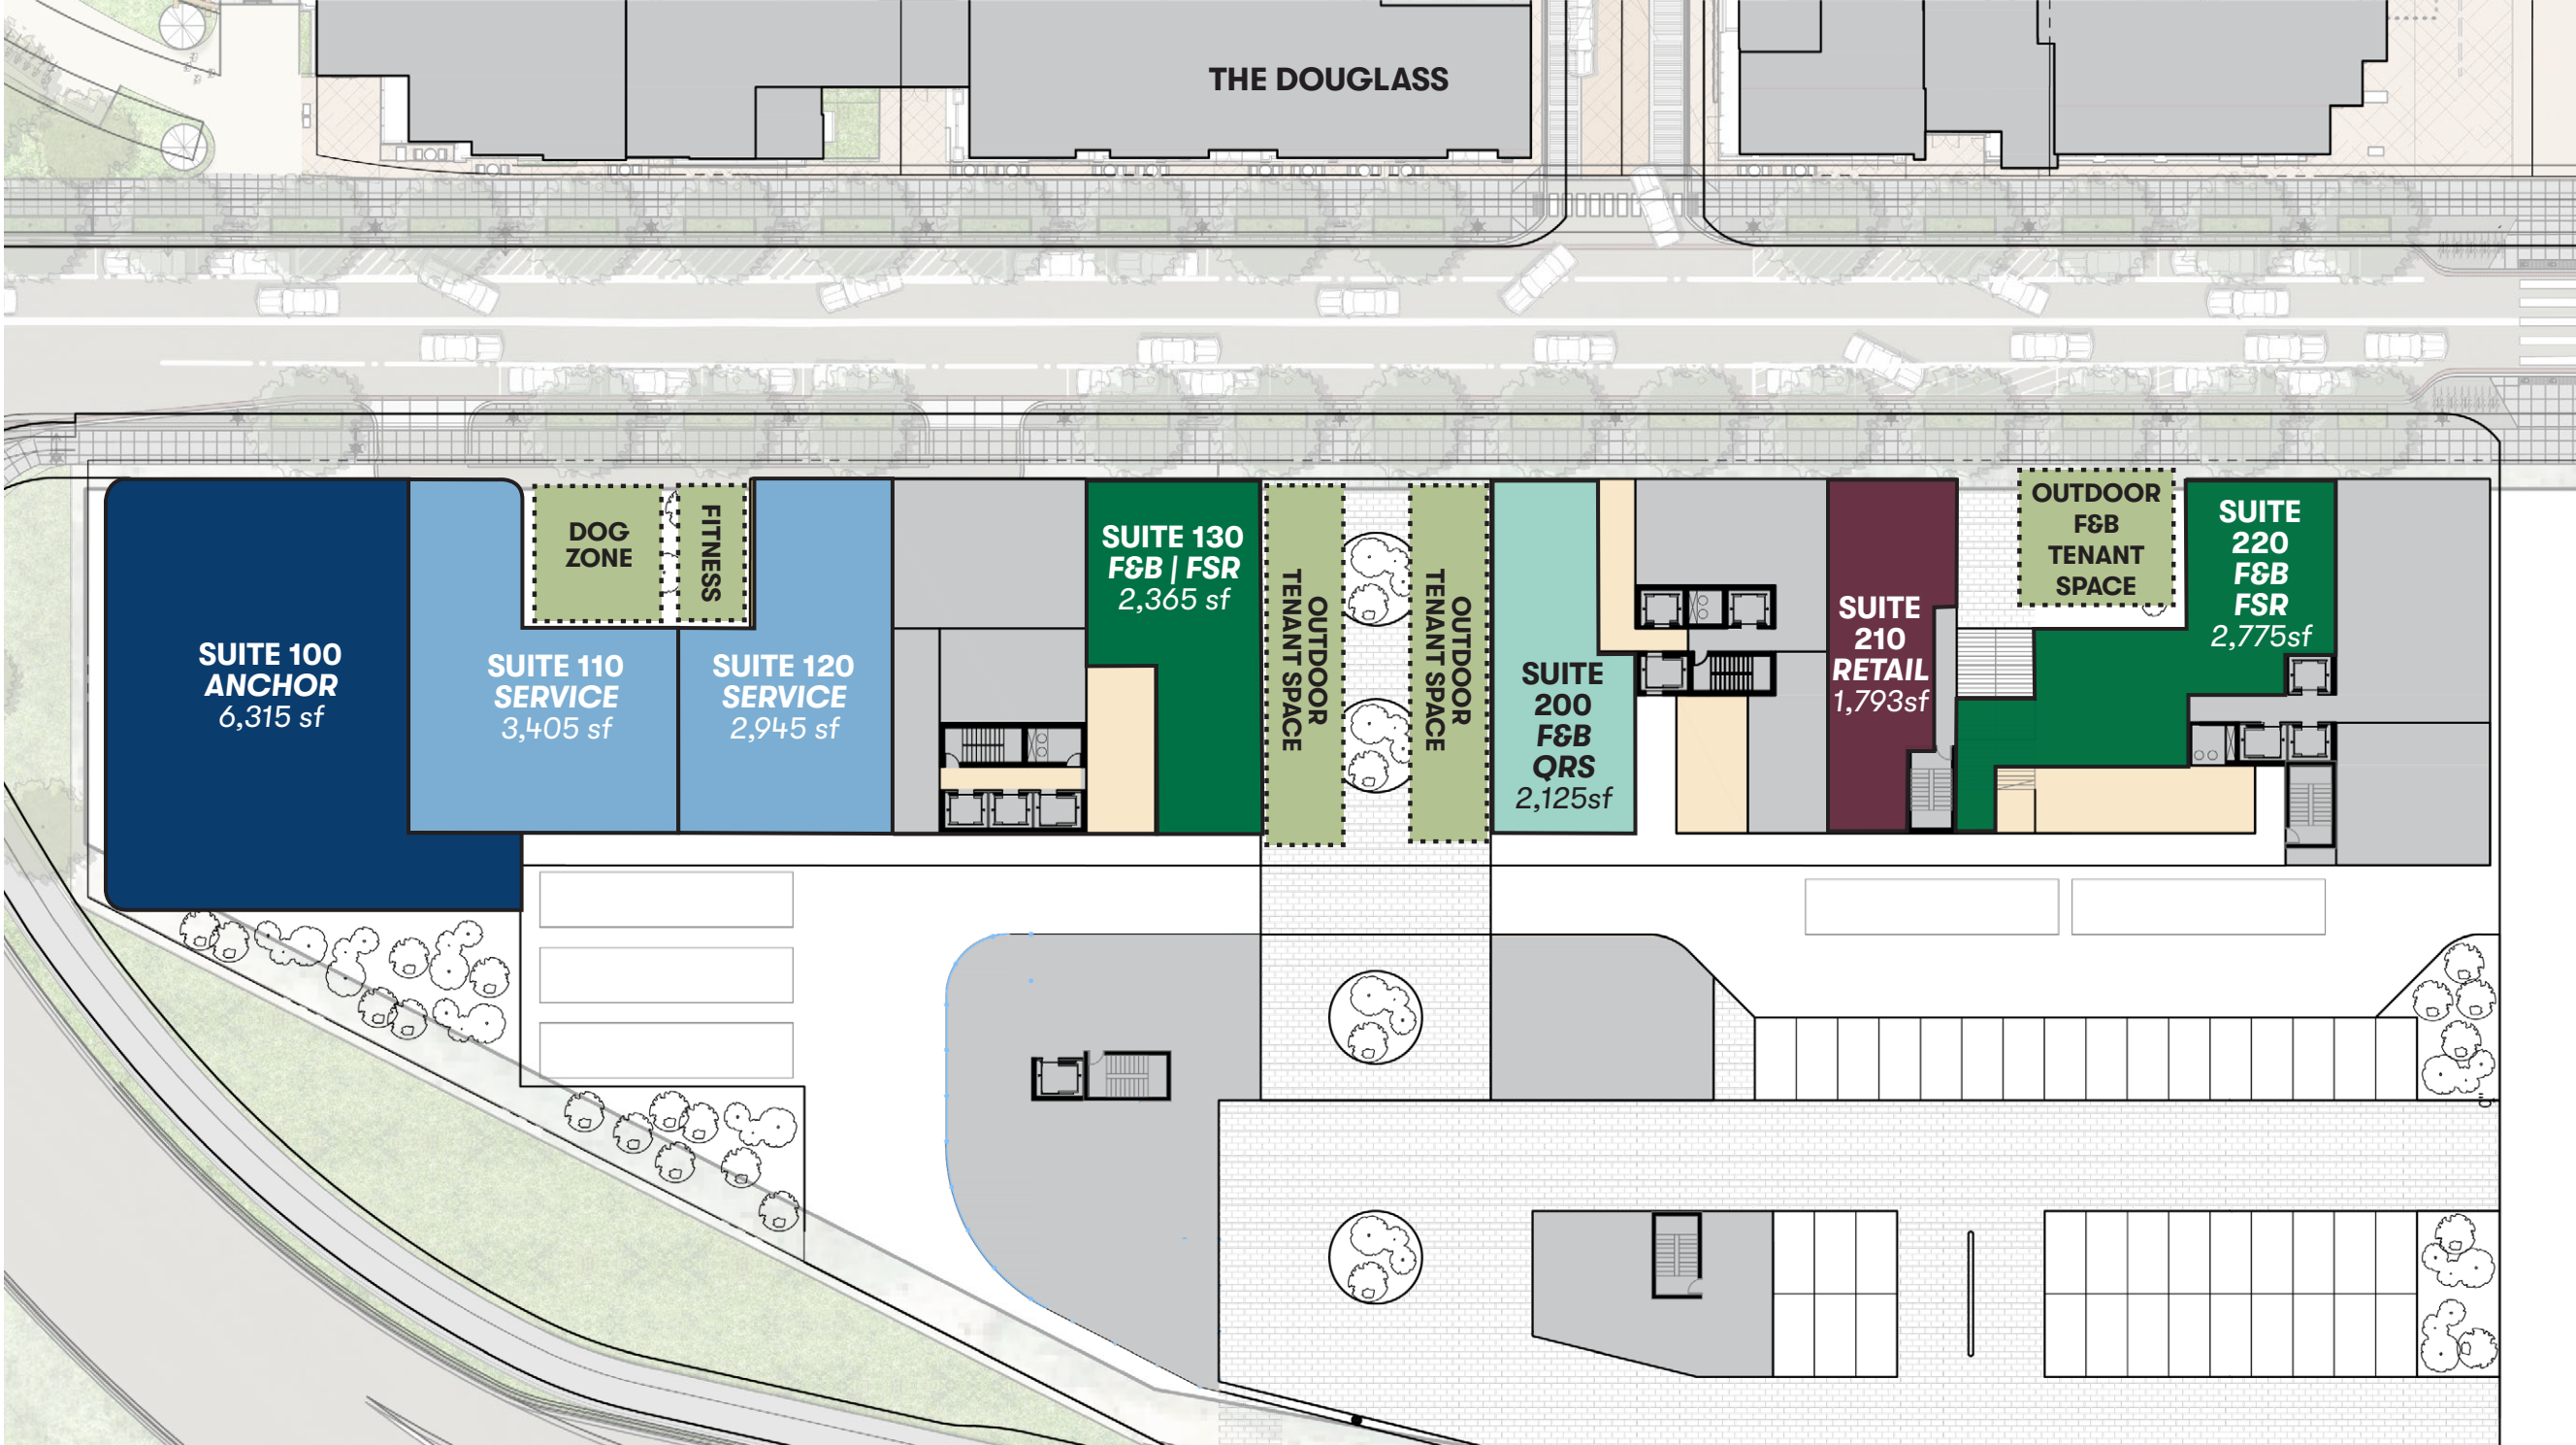 THE DOUGLASS
SUITE 100
ANCHOR
6,315 sf
SUITE 110
SERVICE
3,405 sf
DOG
ZONE
FITNESS
SUITE 120
SERVICE
2,945 sf
SUITE 130
F&B | FSR
2,365 sf
OUTDOOR
TENANT SPACE
OUTDOOR
TENANT SPACE
SUITE
200
F&B
QRS
2,125sf
SUITE
210
RETAIL
1,793sf
OUTDOOR
F&B
TENANT
SPACE
SUITE
220
F&B
FSR
2,775sf